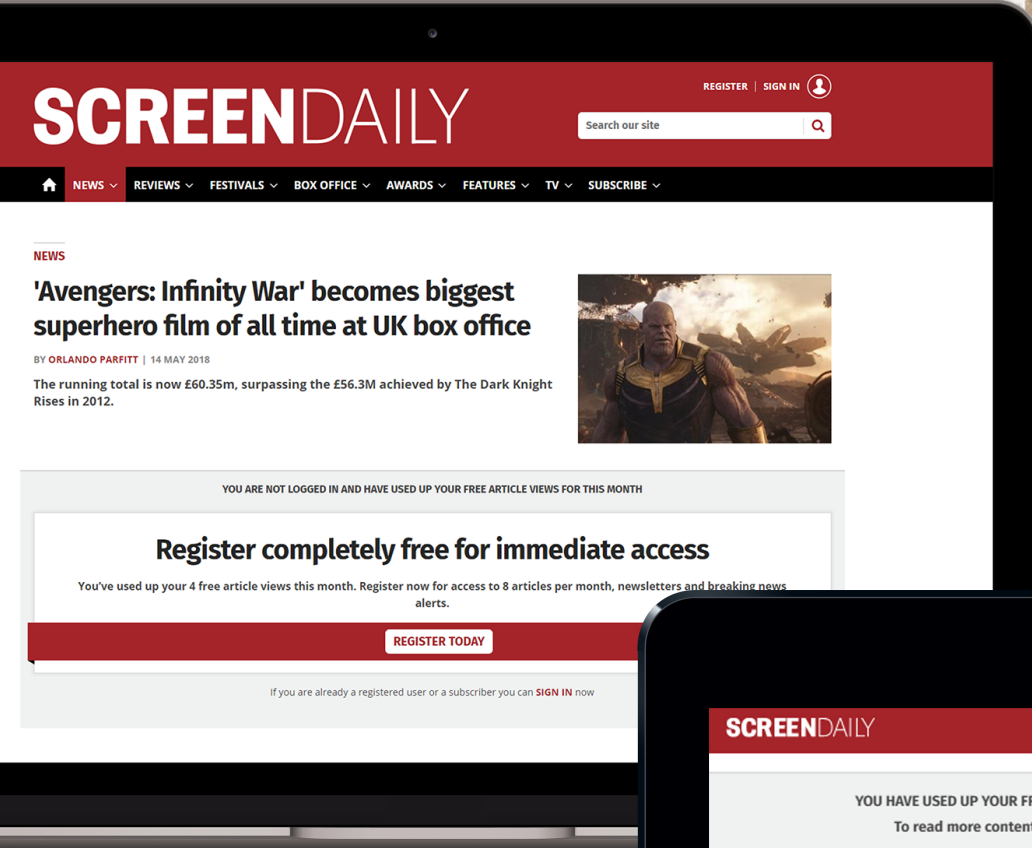 SCREENDAILY
REGISTER | SIGN IN
Search our site
NEWS REVIEWS FESTIVALS BOX OFFICE AWARDS FEATURES TV SUBSCRIBE
NEWS
'Avengers: Infinity War' becomes biggest
superhero film of all time at UK box office
BY ORLANDO PARFITT | 14 MAY 2018
The running total is now £60.35m, surpassing the £56.3M achieved by The Dark Knight
Rises in 2012.
YOU ARE NOT LOGGED IN AND HAVE USED UP YOUR FREE ARTICLE VIEWS FOR THIS MONTH
Register completely free for immediate access
You've used up your 4 free article views this month. Register now for access to 8 articles per month, newsletters and breaking news
alerts.
REGISTER TODAY
If you are already a registered user or a subscriber you can SIGN IN now
SCREENDAILY
YOU HAVE USED UP YOUR FR
To read more content